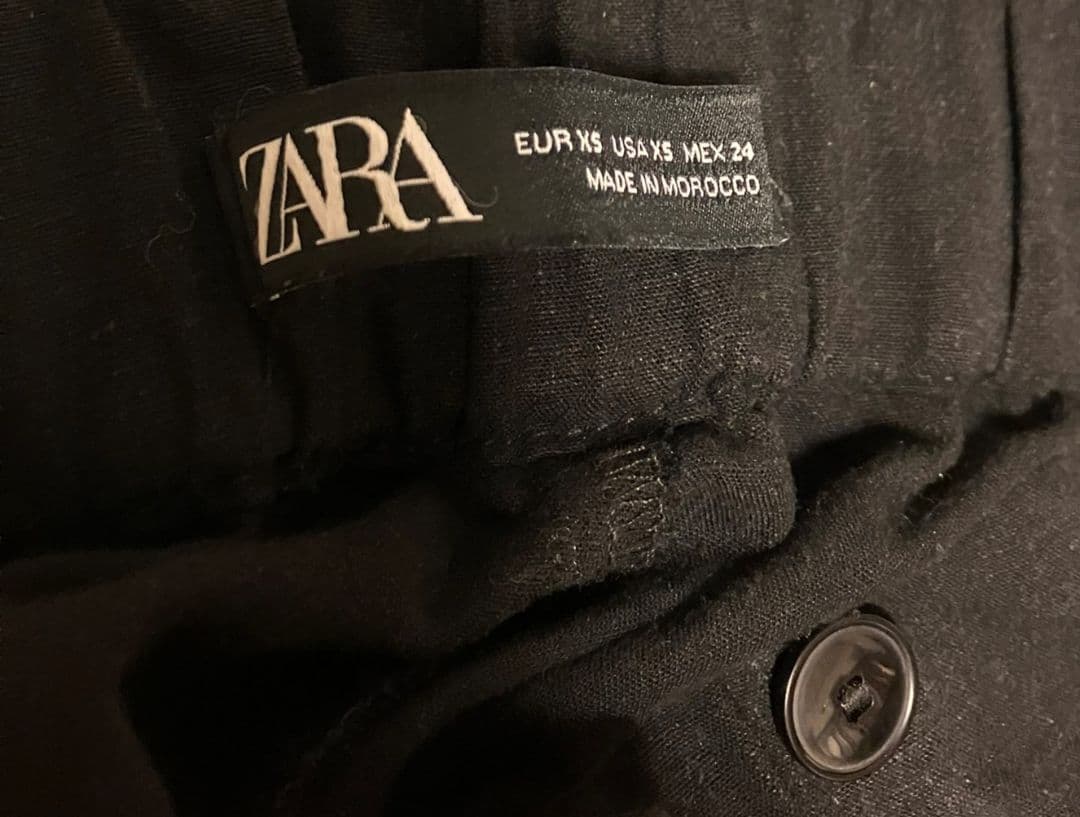 ZARA
EUR XS USA XS MEX 24
MADE IN MOROCCO